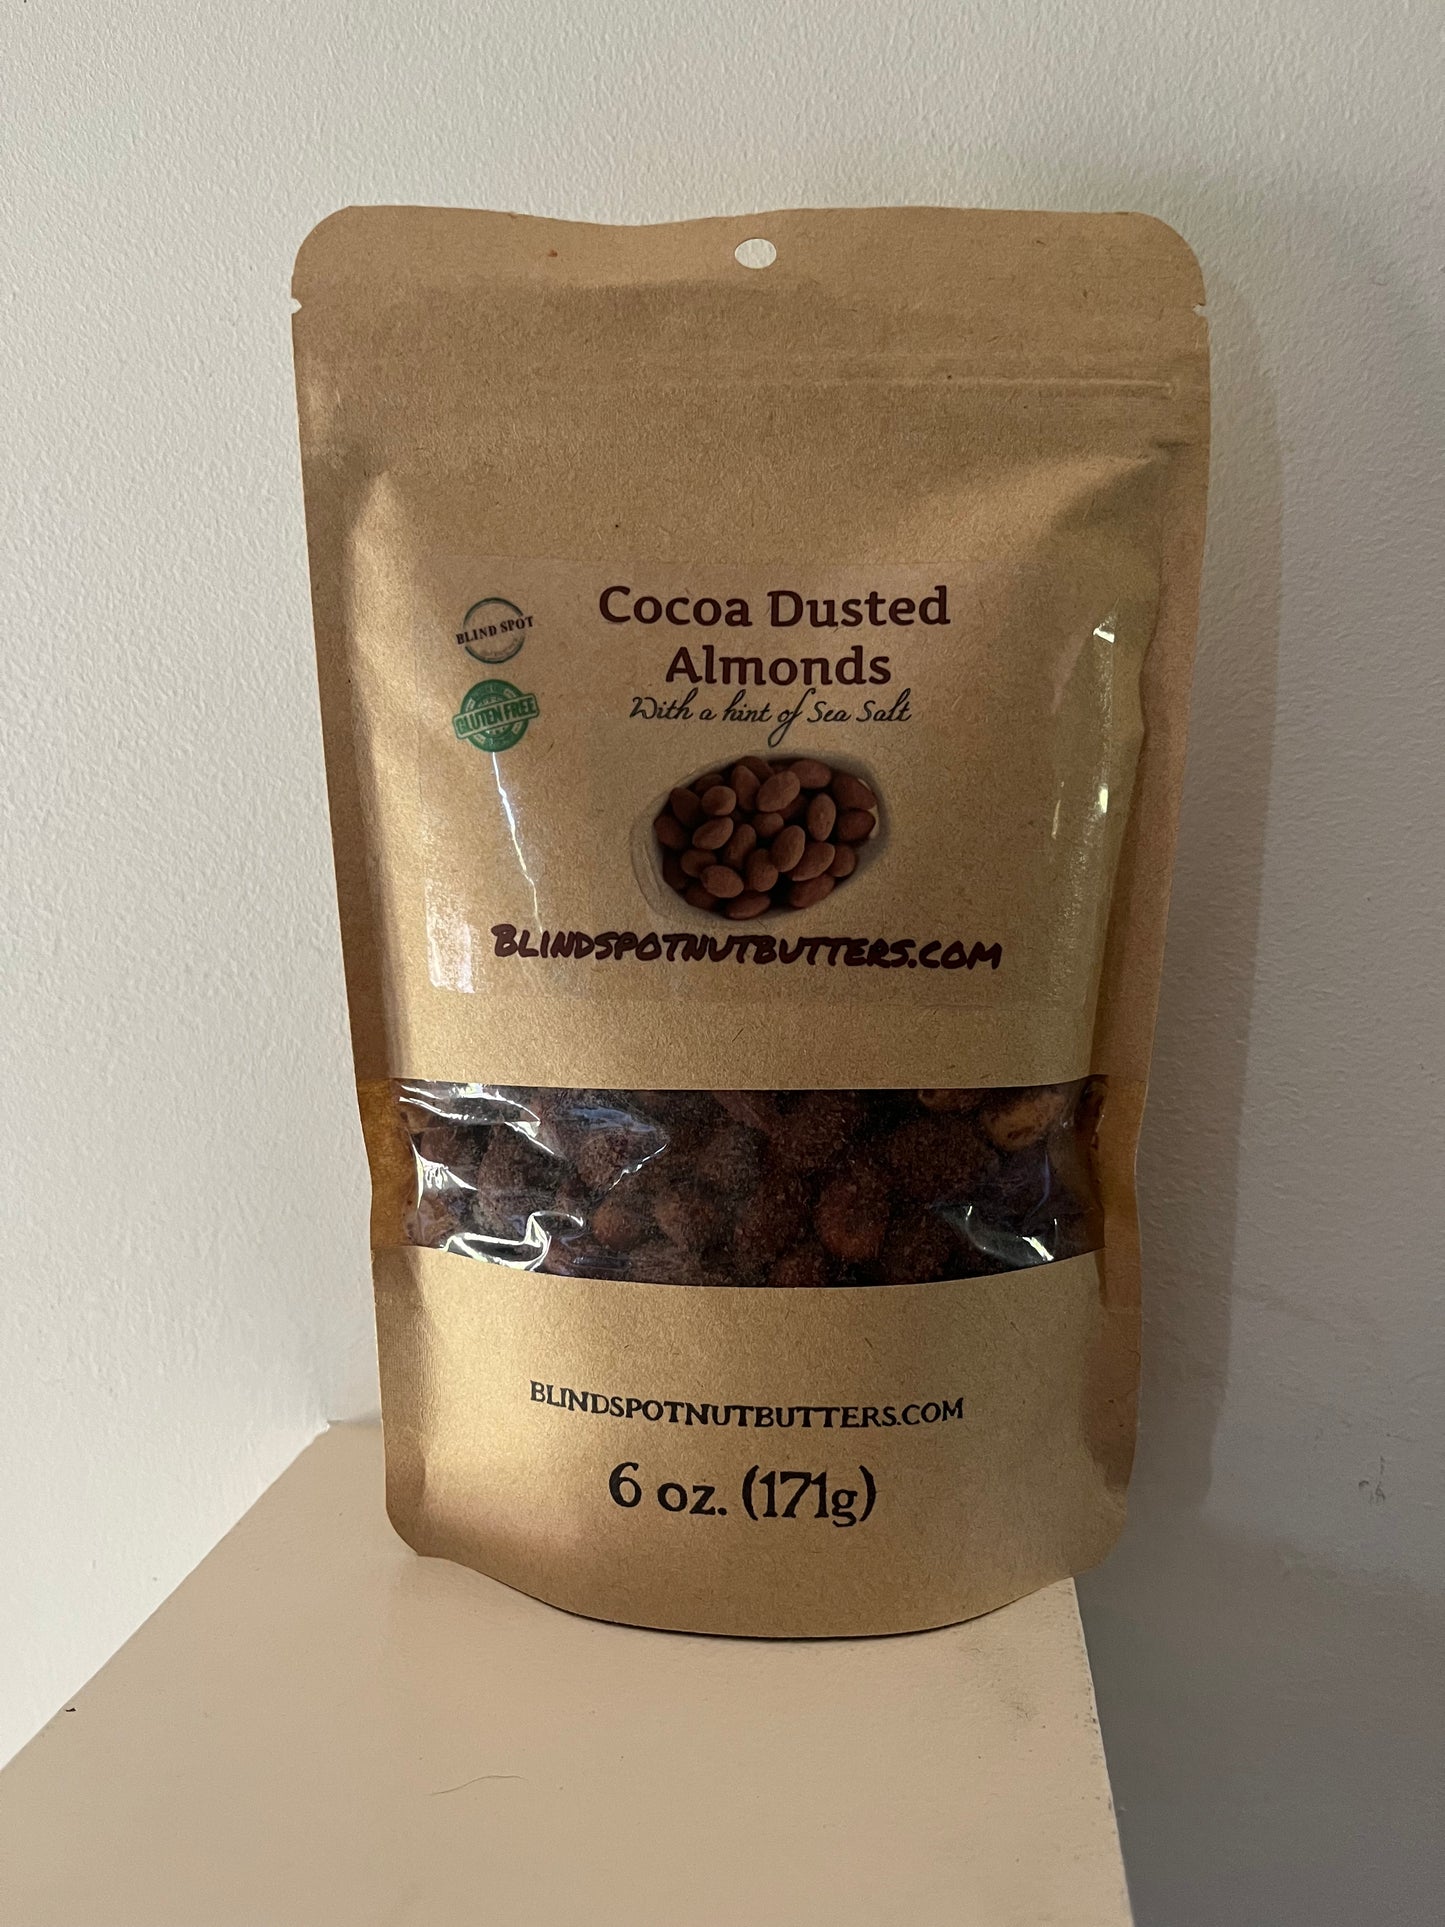 Cocoa Dusted
Almonds
With a hint of Sea Salt
BLIND SPOT
GLUTEN FREE
BLINDSPOTNUTBUTTERS.COM
BLINDSPOTNUTBUTTERS.COM
6 oz. (171g)